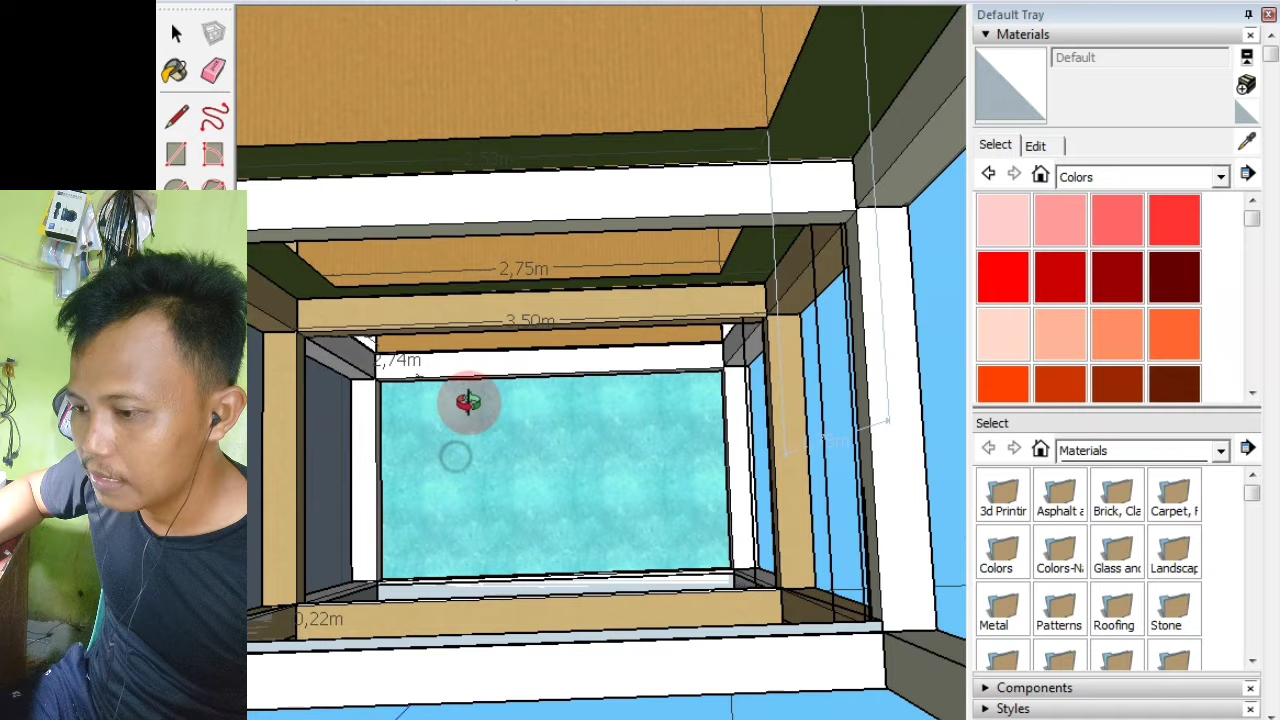 Default Tray
Materials
Default
Select
Edit
Colors
2,75m
3,50m
2,74m
0,22m
Select
Materials
3d Printir
Asphalt a
Brick, Cla
Carpet, F
Colors
Colors-N
Glass and
Landscap
Metal
Patterns
Roofing
Stone
Components
Styles